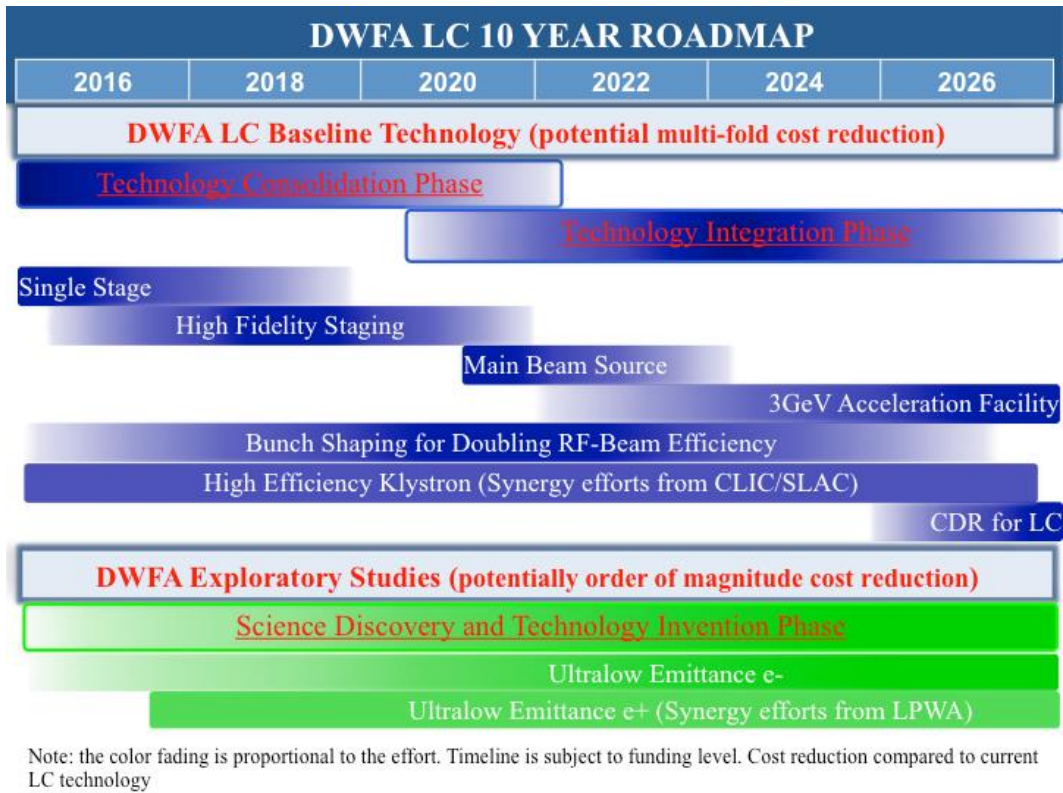 DWFA LC 10 YEAR ROADMAP
2016 2018 2020 2022 2024 2026
DWFA LC Baseline Technology (potential multi-fold cost reduction)
Technology Consolidation Phase
Technology Integration Phase
Single Stage
High Fidelity Staging
Main Beam Source
3GeV Acceleration Facility
Bunch Shaping for Doubling RF-Beam Efficiency
High Efficiency Klystron (Synergy efforts from CLIC/SLAC)
CDR for LC
DWFA Exploratory Studies (potentially order of magnitude cost reduction)
Science Discovery and Technology Invention Phase
Ultralow Emittance e-
Ultralow Emittance e+ (Synergy efforts from LPWA)
Note: the color fading is proportional to the effort. Timeline is subject to funding level. Cost reduction compared to current
LC technology